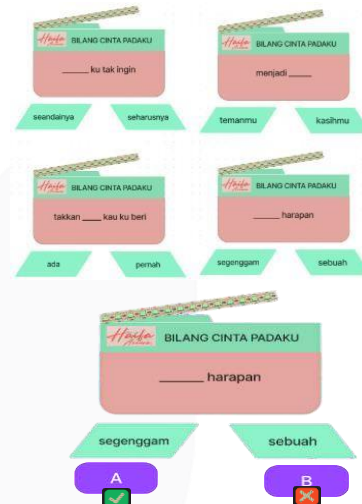 Haifa
BILANG CINTA PADAKU
_____ ku tak ingin
seandainya
seharusnya
Haifa
BILANG CINTA PADAKU
menjadi _____
temanmu
kasihmu
Haifa
BILANG CINTA PADAKU
takkan ____ kau ku beri
ada
pernah
Haifa
BILANG CINTA PADAKU
_____ harapan
segenggam
sebuah
Haifa
BILANG CINTA PADAKU
_____ harapan
segenggam
sebuah
A
B